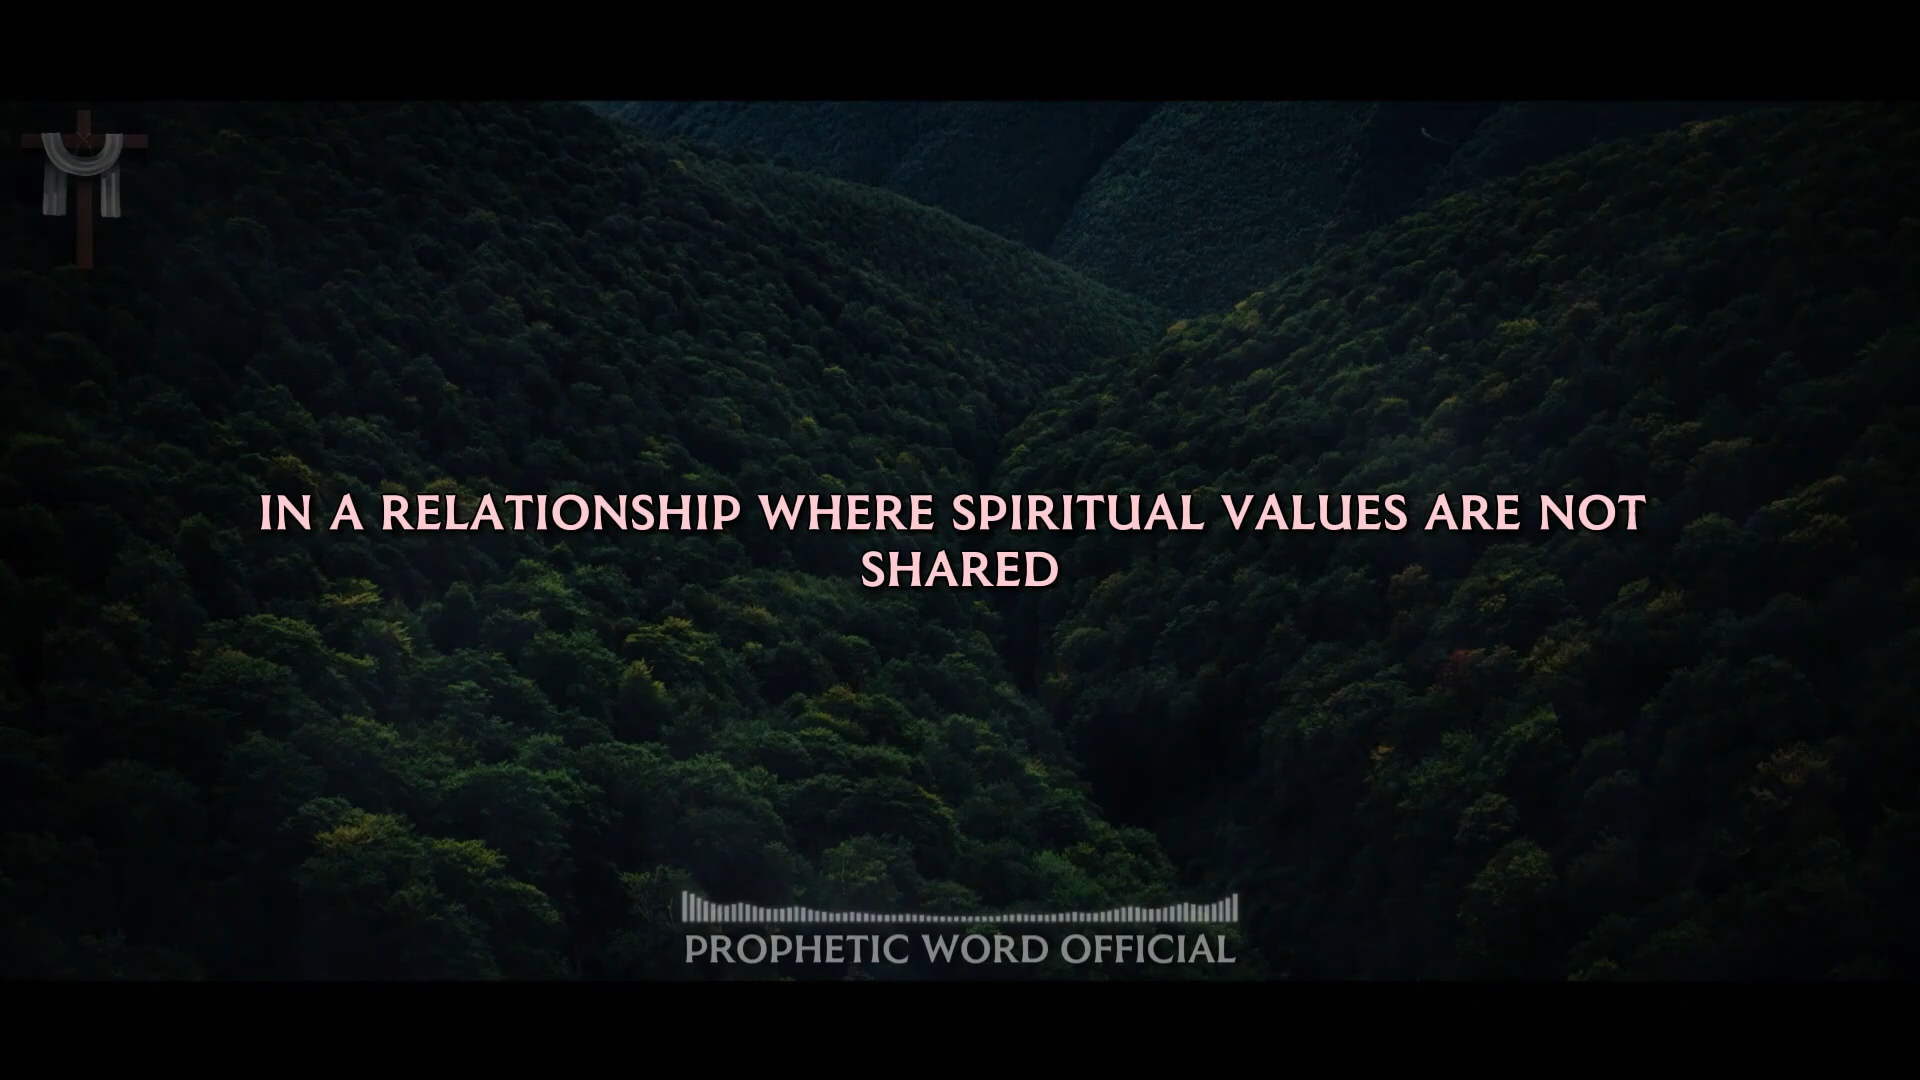 IN A RELATIONSHIP WHERE SPIRITUAL VALUES ARE NOT
SHARED
PROPHETIC WORD OFFICIAL